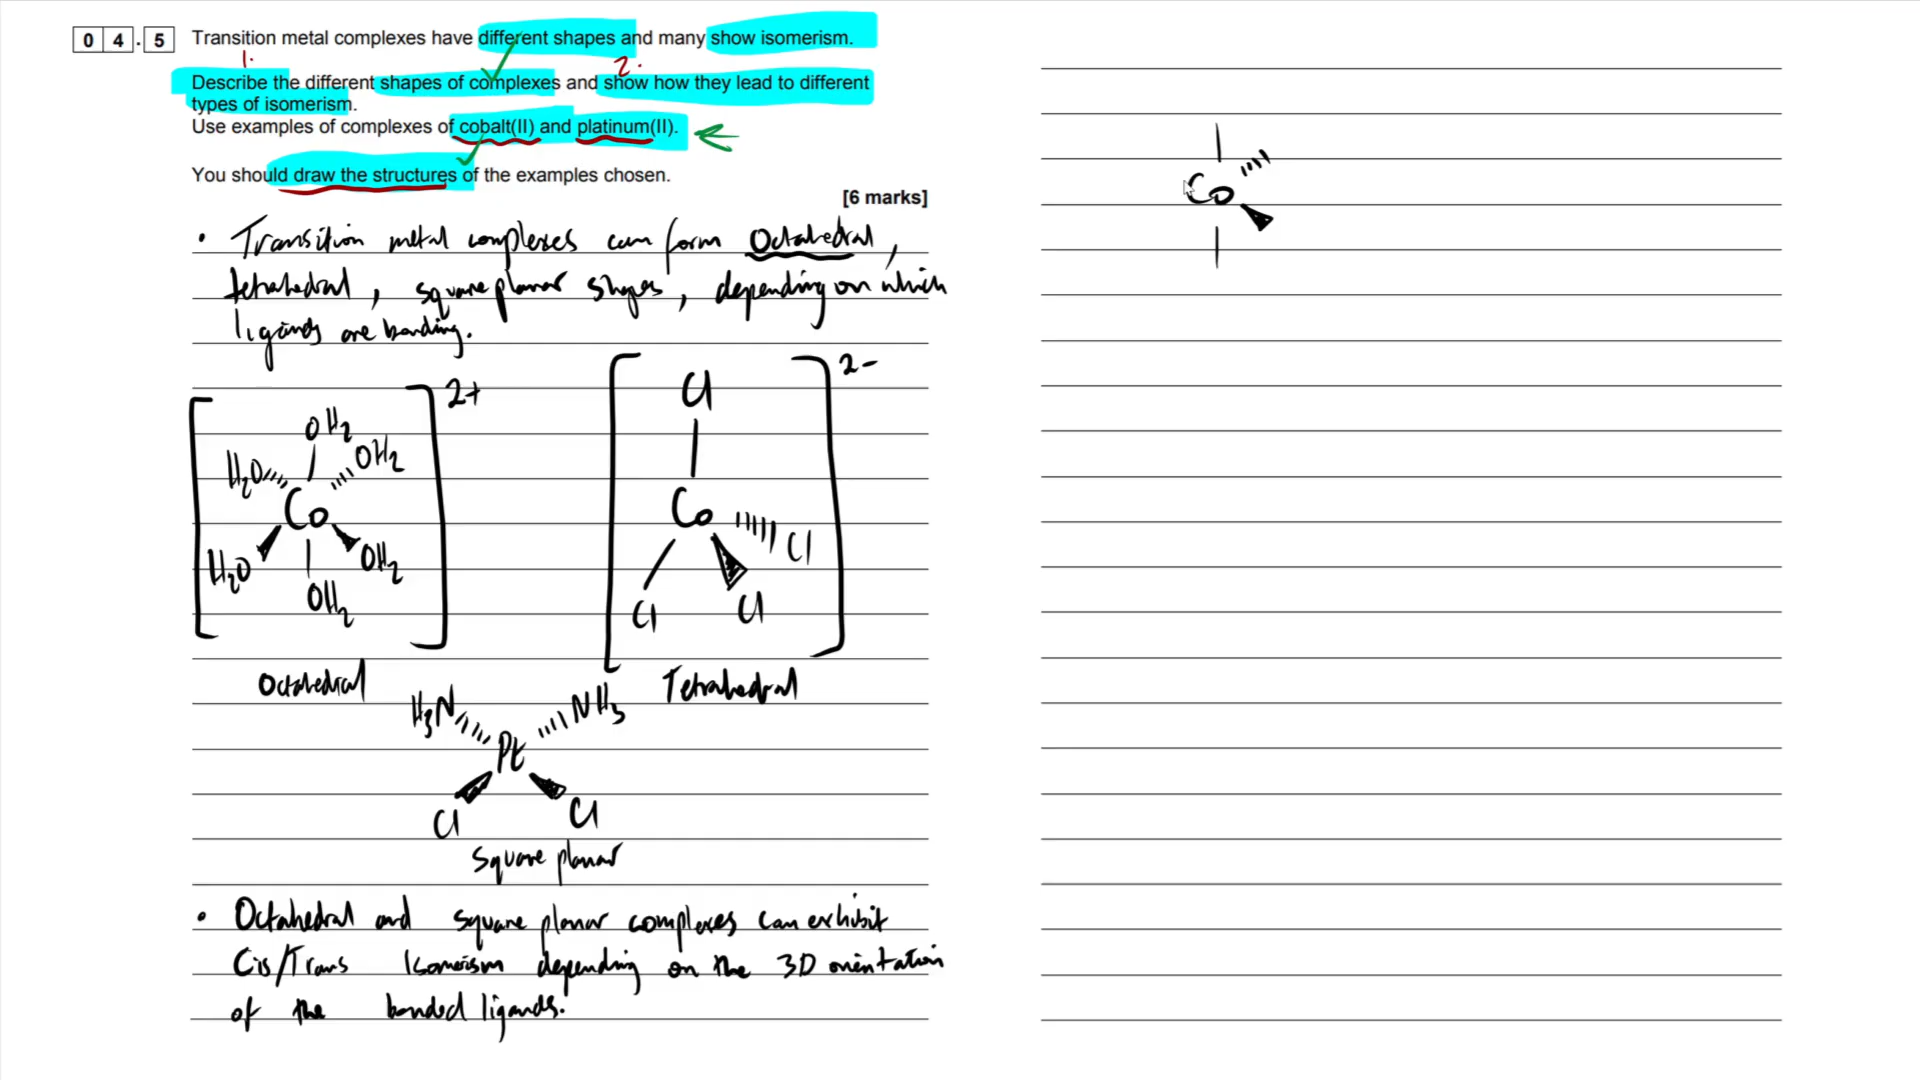 04.5 Transition metal complexes have different shapes and many show isomerism.
1. 2.
Describe the different shapes of complexes and show how they lead to different
types of isomerism.
Use examples of complexes of cobalt(II) and platinum(II).
You should draw the structures of the examples chosen.
[6 marks]
• Transition metal complexes can form Octahedral,
tetrahedral, square planar shapes, depending on which
ligands are bonding.
2+
OH2
H2O OH2
Co
H2O OH2
OH2
Octahedral
2-
Cl
Co
Cl
Cl Cl
Tetrahedral
H3N NH3
Pt
Cl Cl
Square planar
• Octahedral and square planar complexes can exhibit
Cis/Trans Isomerism depending on the 3D orientation
of the bonded ligands.
Co